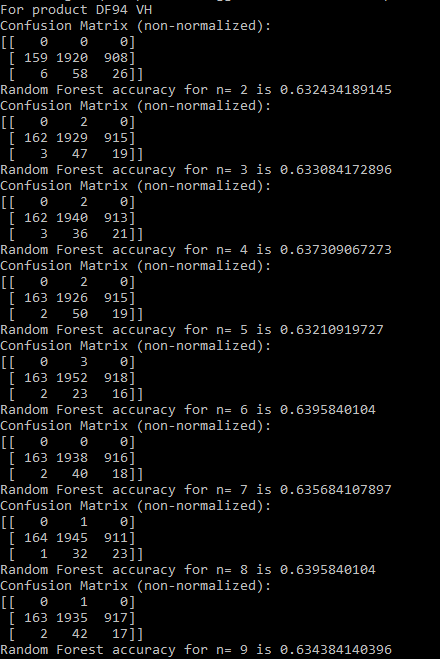 For product DF94 VH
Confusion Matrix (non-normalized):
[[   0    0    0]
 [ 159 1920  908]
 [   6   58   26]]
Random Forest accuracy for n= 2 is 0.632434189145
Confusion Matrix (non-normalized):
[[   0    2    0]
 [ 162 1929  915]
 [   3   47   19]]
Random Forest accuracy for n= 3 is 0.633084172896
Confusion Matrix (non-normalized):
[[   0    2    0]
 [ 162 1940  913]
 [   3   36   21]]
Random Forest accuracy for n= 4 is 0.637309067273
Confusion Matrix (non-normalized):
[[   0    2    0]
 [ 163 1926  915]
 [   2   50   19]]
Random Forest accuracy for n= 5 is 0.63210919727
Confusion Matrix (non-normalized):
[[   0    3    0]
 [ 163 1952  918]
 [   2   23   16]]
Random Forest accuracy for n= 6 is 0.6395840104
Confusion Matrix (non-normalized):
[[   0    0    0]
 [ 163 1938  916]
 [   2   40   18]]
Random Forest accuracy for n= 7 is 0.635684107897
Confusion Matrix (non-normalized):
[[   0    1    0]
 [ 164 1945  911]
 [   1   32   23]]
Random Forest accuracy for n= 8 is 0.6395840104
Confusion Matrix (non-normalized):
[[   0    1    0]
 [ 163 1935  917]
 [   2   42   17]]
Random Forest accuracy for n= 9 is 0.634384140396